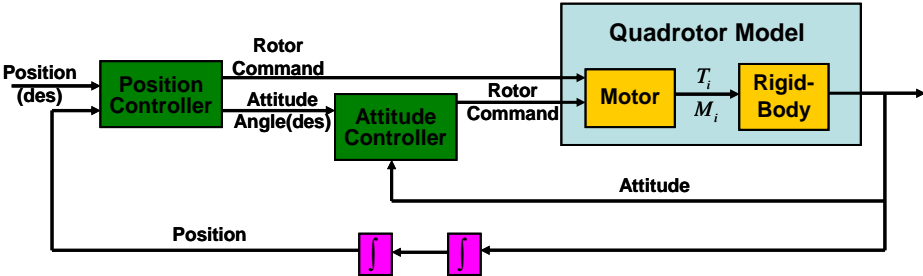 Quadrotor Model
Rotor
Command
Position
(des)
Position
Controller
Attitude
Angle(des)
Attitude
Controller
Rotor
Command
Motor
T_i
M_i
Rigid-
Body
Attitude
Position
∫
∫